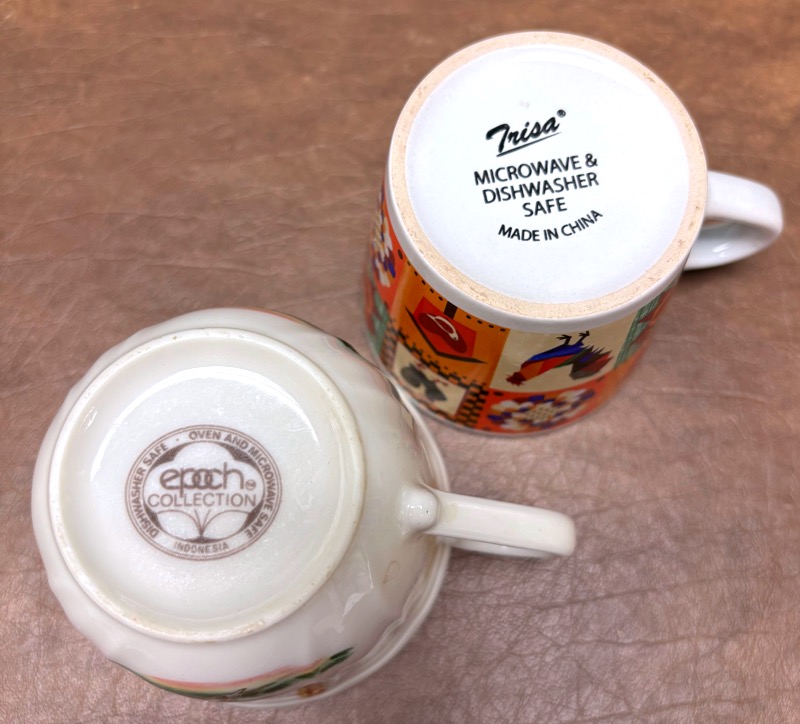 Trisa®
MICROWAVE &
DISHWASHER
SAFE
MADE IN CHINA
DISHWASHER SAFE · OVEN AND MICROWAVE SAFE
epoch
COLLECTION
INDONESIA